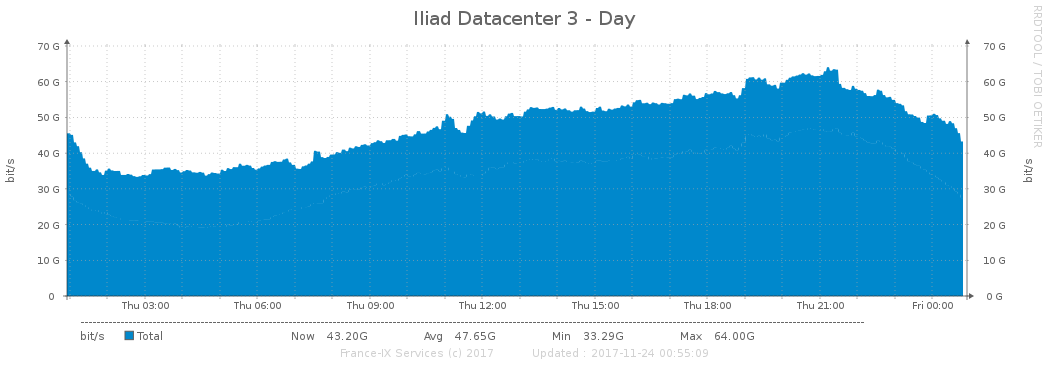 Iliad Datacenter 3 - Day
RRDTOOL / TOBI OETIKER
70 G 70 G
60 G 60 G
50 G 50 G
40 G 40 G
30 G 30 G
20 G 20 G
10 G 10 G
0 0 G
bit/s bit/s
Thu 03:00 Thu 06:00 Thu 09:00 Thu 12:00 Thu 15:00 Thu 18:00 Thu 21:00 Fri 00:00
bit/s Total Now 43.20G Avg 47.65G Min 33.29G Max 64.00G
France-IX Services (c) 2017 Updated : 2017-11-24 00:55:09